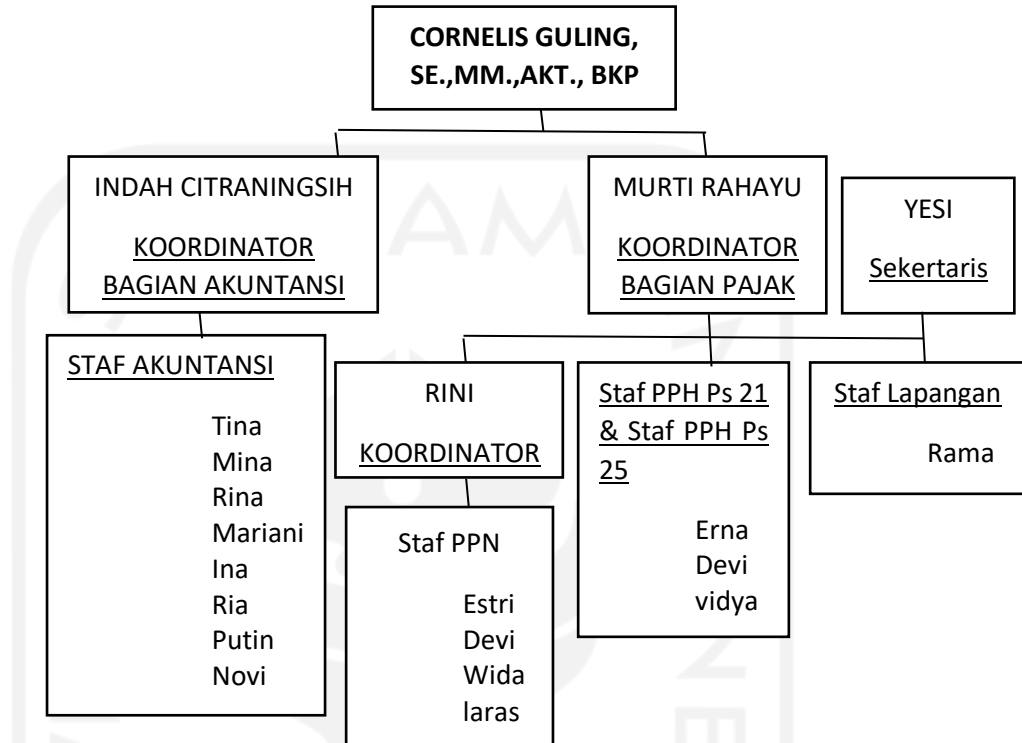 CORNELIS GULING,
SE.,MM.,AKT., BKP
INDAH CITRANINGSIH
KOORDINATOR
BAGIAN AKUNTANSI
MURTI RAHAYU
KOORDINATOR
BAGIAN PAJAK
YESI
Sekertaris
STAF AKUNTANSI
Tina
Mina
Rina
Mariani
Ina
Ria
Putin
Novi
RINI
KOORDINATOR
Staf PPN
Estri
Devi
Wida
laras
Staf PPH Ps 21
& Staf PPH Ps
25
Erna
Devi
vidya
Staf Lapangan
Rama